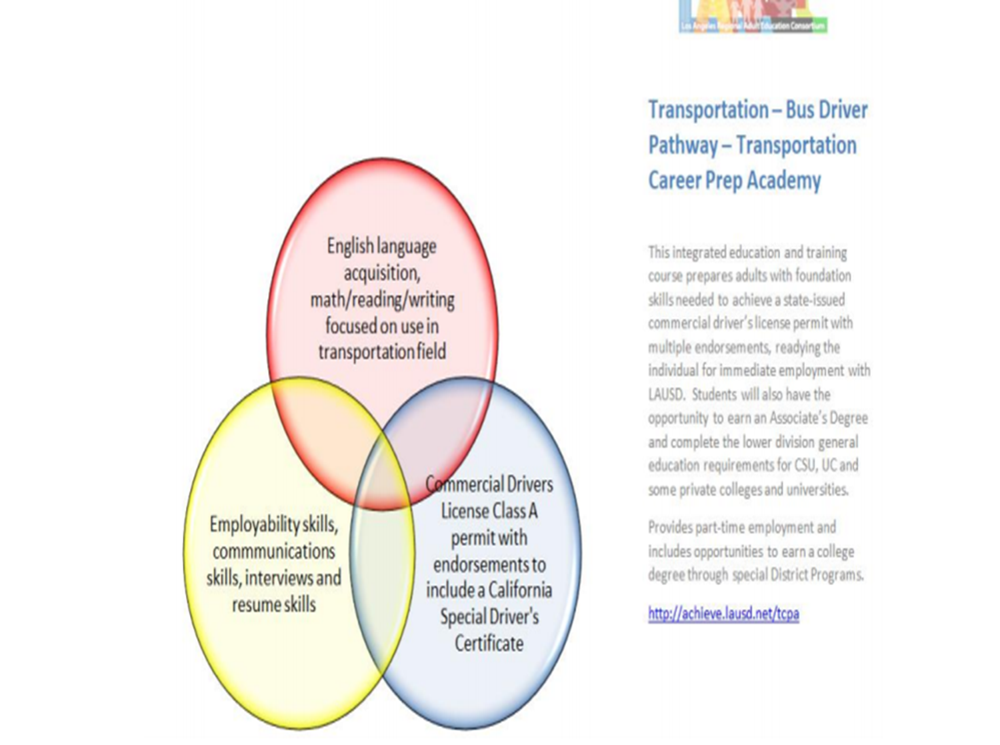 Los Angeles Regional Adult Education Consortium
Transportation – Bus Driver
Pathway – Transportation
Career Prep Academy
English language
acquisition,
math/reading/writing
focused on use in
transportation field
Employability skills,
commmunications
skills, interviews and
resume skills
Commercial Drivers
License Class A
permit with
endorsements to
include a California
Special Driver's
Certificate
This integrated education and training
course prepares adults with foundation
skills needed to achieve a state-issued
commercial driver's license permit with
multiple endorsements, readying the
individual for immediate employment with
LAUSD. Students will also have the
opportunity to earn an Associate's Degree
and complete the lower division general
education requirements for CSU, UC and
some private colleges and universities.
Provides part-time employment and
includes opportunities to earn a college
degree through special District Programs.
http://achieve.lausd.net/tcpa